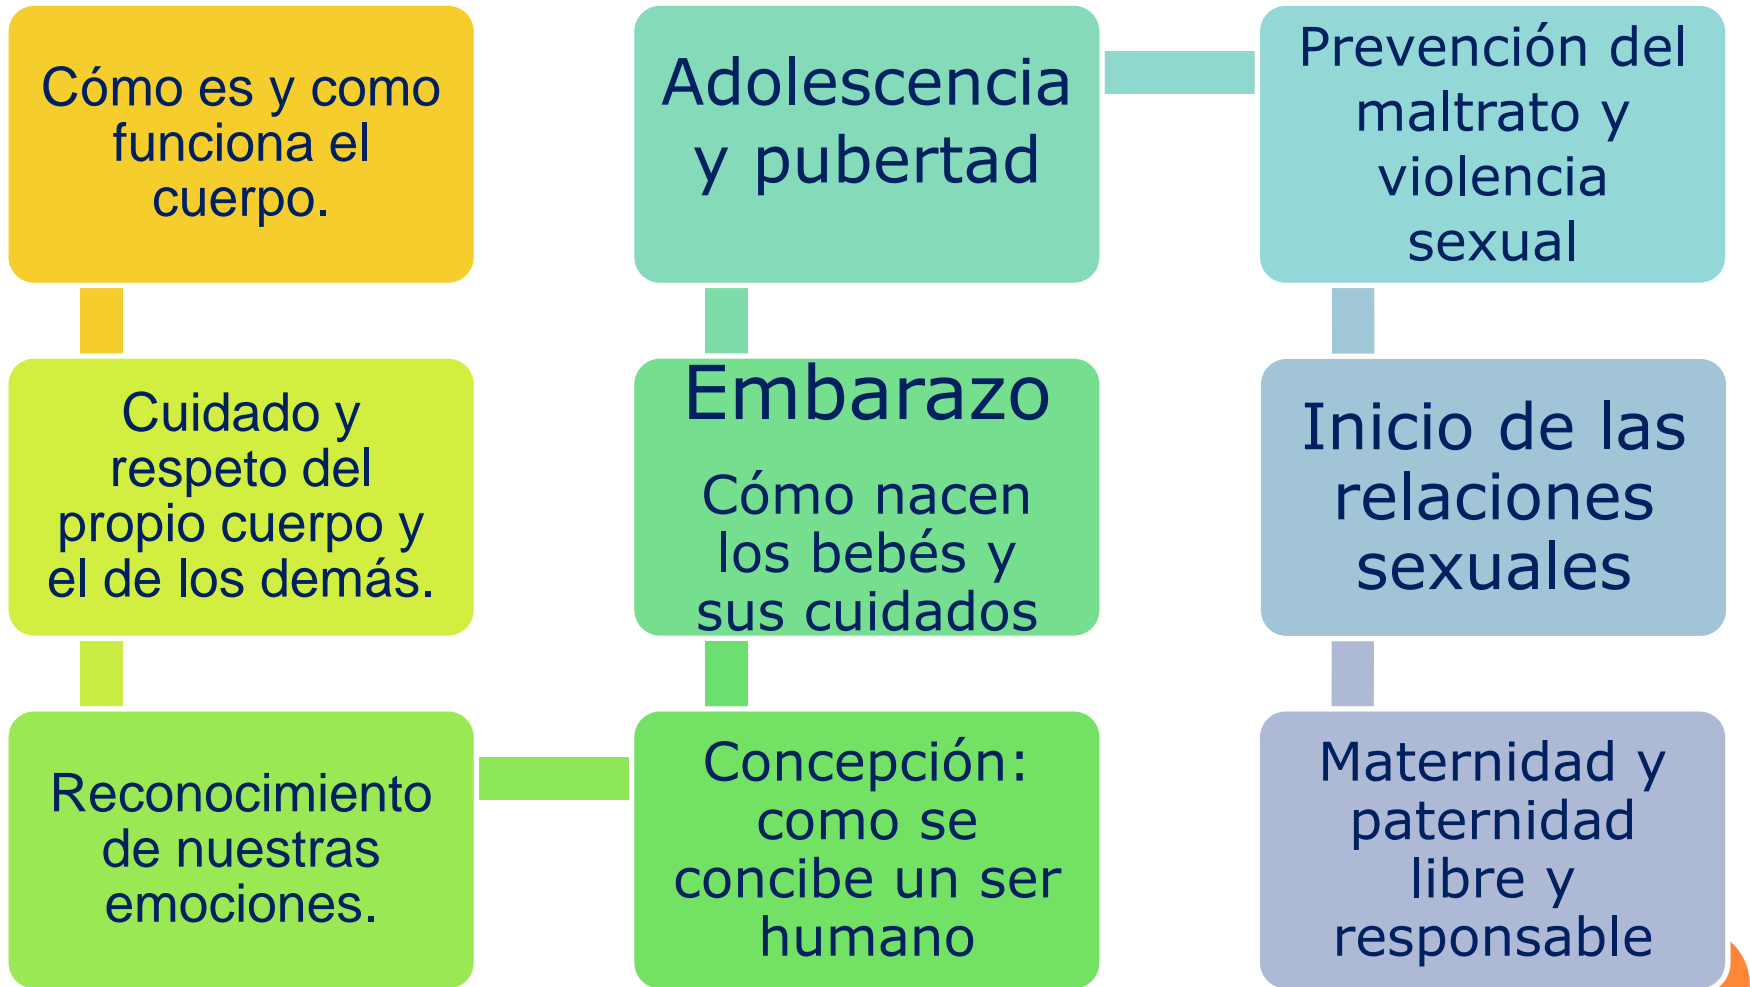 Cómo es y como
funciona el
cuerpo.
Cuidado y
respeto del
propio cuerpo y
el de los demás.
Reconocimiento
de nuestras
emociones.
Concepción:
como se
concibe un ser
humano
Embarazo
Cómo nacen
los bebés y
sus cuidados
Adolescencia
y pubertad
Prevención del
maltrato y
violencia
sexual
Inicio de las
relaciones
sexuales
Maternidad y
paternidad
libre y
responsable